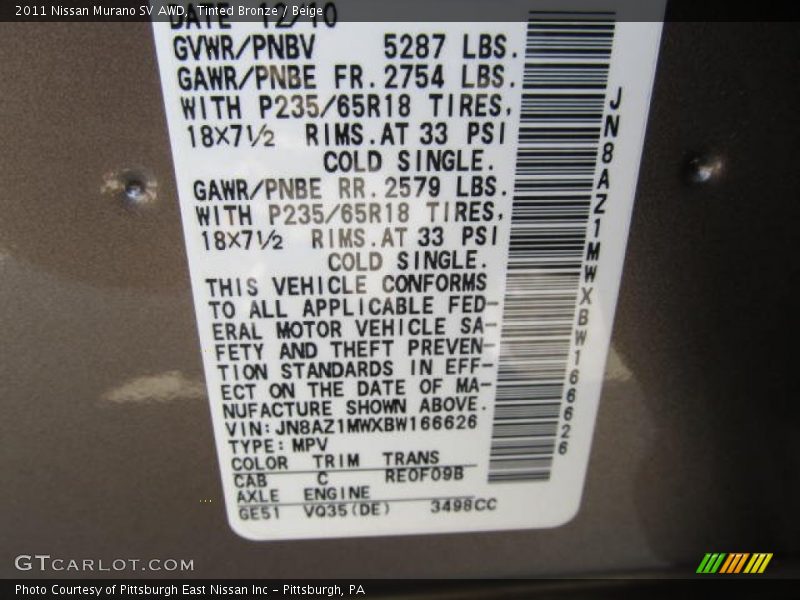 2011 Nissan Murano SV AWD, Tinted Bronze / Beige
DATE 12/10
GVWR/PNBV 5287 LBS.
GAWR/PNBE FR. 2754 LBS.
WITH P235/65R18 TIRES,
18X7½ RIMS. AT 33 PSI
COLD SINGLE.
GAWR/PNBE RR. 2579 LBS.
WITH P235/65R18 TIRES,
18X7½ RIMS. AT 33 PSI
COLD SINGLE.
THIS VEHICLE CONFORMS
TO ALL APPLICABLE FED-
ERAL MOTOR VEHICLE SA-
FETY AND THEFT PREVEN-
TION STANDARDS IN EFF-
ECT ON THE DATE OF MA-
NUFACTURE SHOWN ABOVE.
VIN: JN8AZ1MWXBW166626
TYPE: MPV
COLOR TRIM TRANS
CAB C RE0F09B
AXLE ENGINE
GE51 VQ35(DE) 3498CC
JN8AZ1MWXBW166626
GTCARLOT.COM
Photo Courtesy of Pittsburgh East Nissan Inc - Pittsburgh, PA